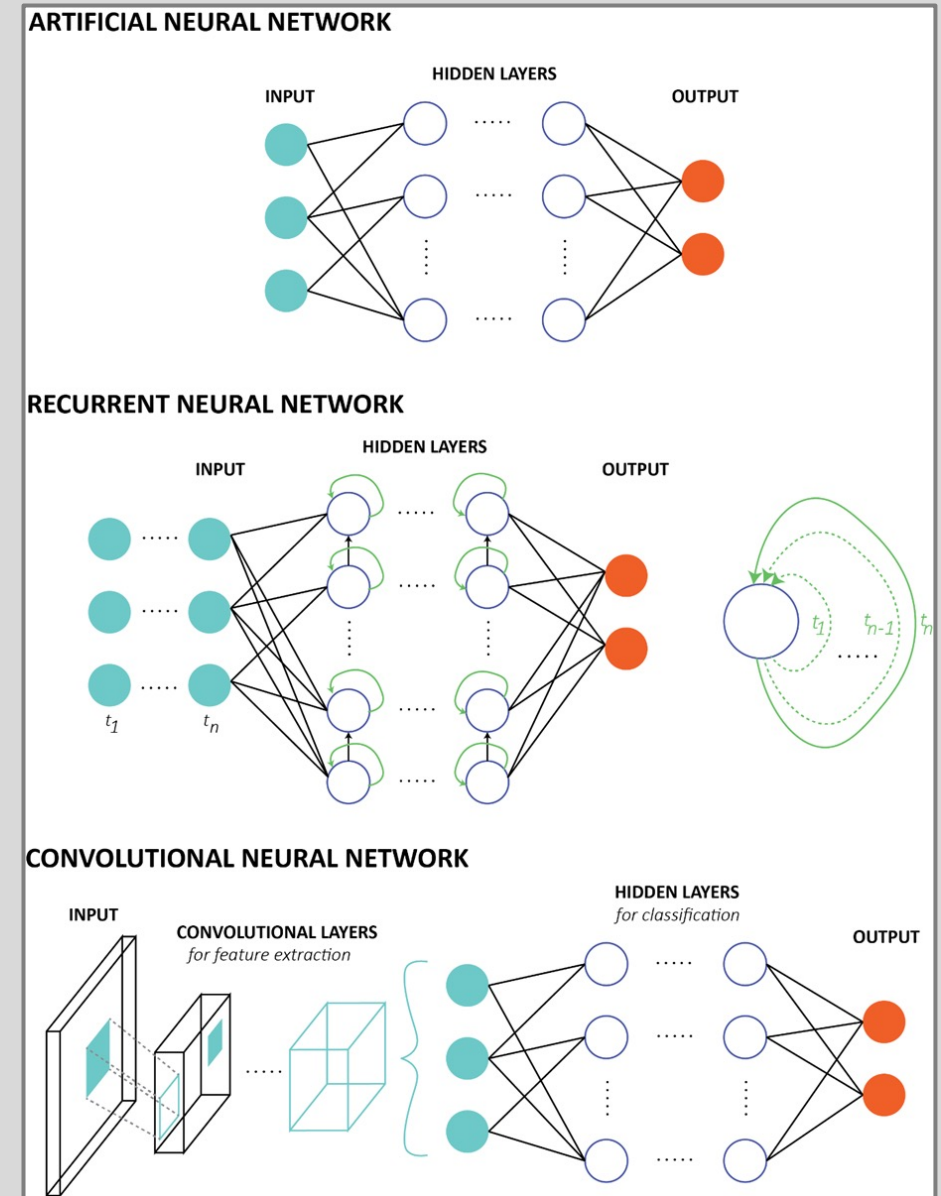 ARTIFICIAL NEURAL NETWORK
HIDDEN LAYERS
INPUT
OUTPUT
RECURRENT NEURAL NETWORK
HIDDEN LAYERS
INPUT
OUTPUT
t1
tn-1
tn
t1
tn
CONVOLUTIONAL NEURAL NETWORK
HIDDEN LAYERS
for classification
INPUT
CONVOLUTIONAL LAYERS
for feature extraction
OUTPUT